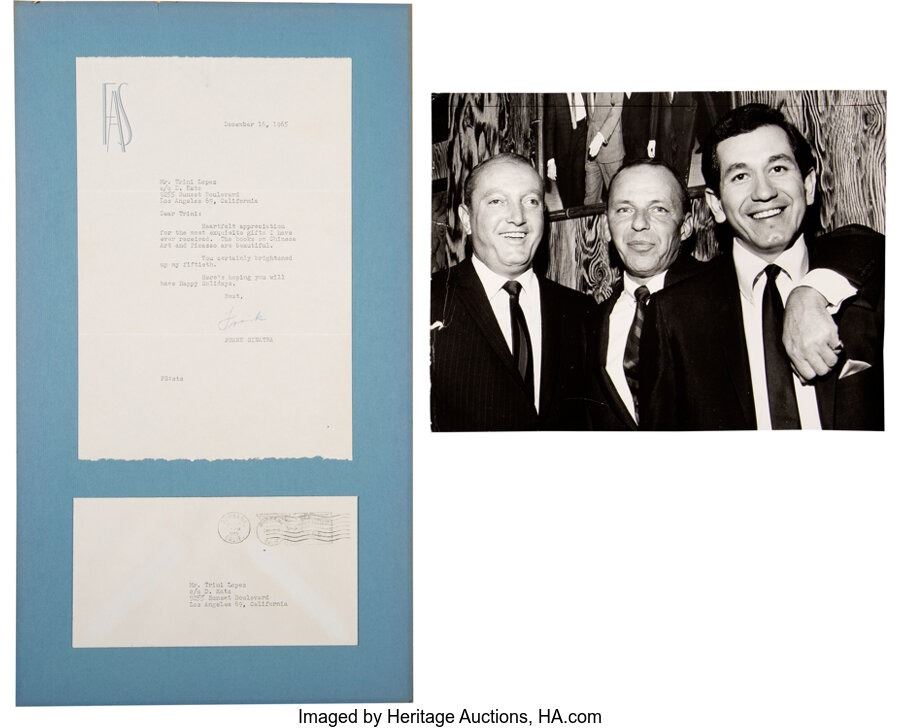 FAS
December 16, 1965
Mr. Trini Lopez
c/o D. Katz
9255 Sunset Boulevard
Los Angeles 69, California
Dear Trini:
Heartfelt appreciation
for the most exquisite gifts I have
ever received. The books on Chinese
Art and Picasso are beautiful.
You certainly brightened
up my fiftieth.
Here's hoping you will
have Happy Holidays.
Best,
Frank
FRANK SINATRA
Mr. Trini Lopez
c/o D. Katz
9255 Sunset Boulevard
Los Angeles 69, California
Imaged by Heritage Auctions, HA.com